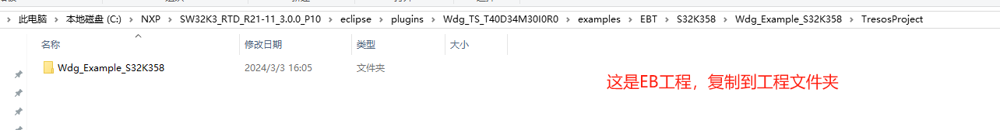 此电脑 › 本地磁盘 (C:) › NXP › SW32K3_RTD_R21-11_3.0.0_P10 › eclipse › plugins › Wdg_TS_T40D34M30I0R0 › examples › EBT › S32K358 › Wdg_Example_S32K358 › TresosProject
名称 修改日期 类型 大小
Wdg_Example_S32K358 2024/3/3 16:05 文件夹
这是EB工程，复制到工程文件夹